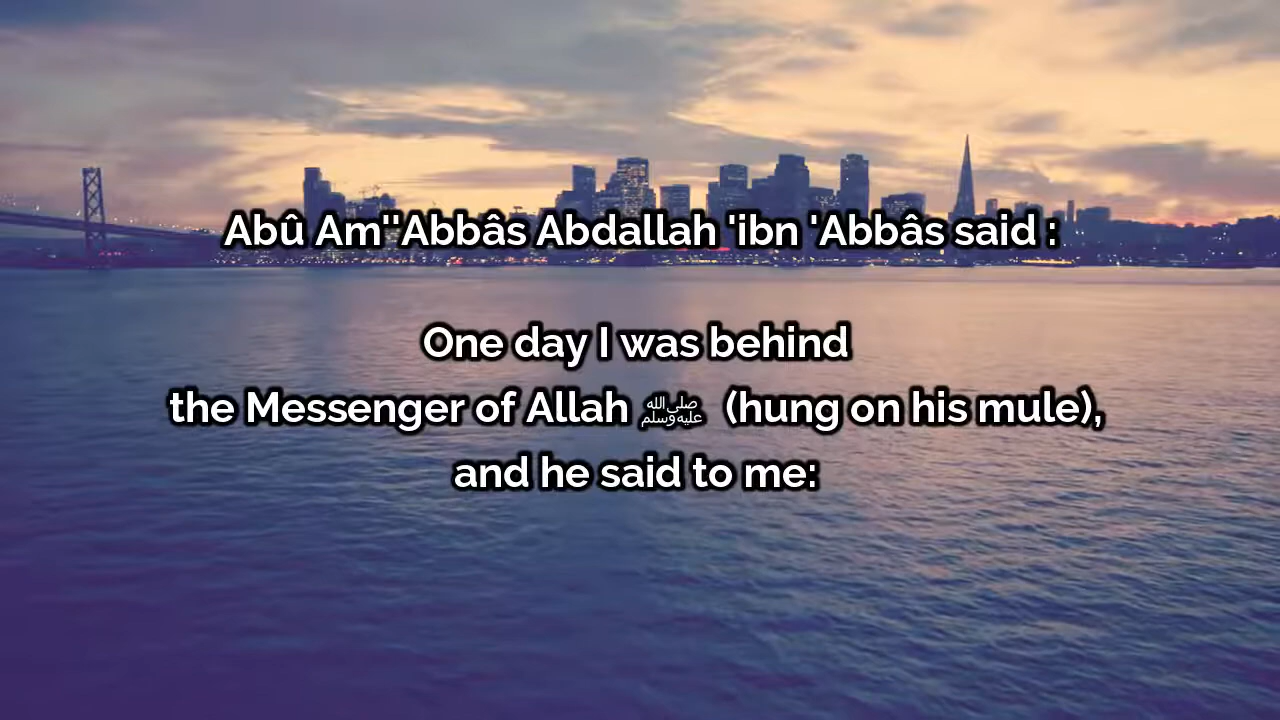 Abû Am''Abbâs Abdallah 'ibn 'Abbâs said :
One day I was behind
the Messenger of Allah ﷺ (hung on his mule),
and he said to me: